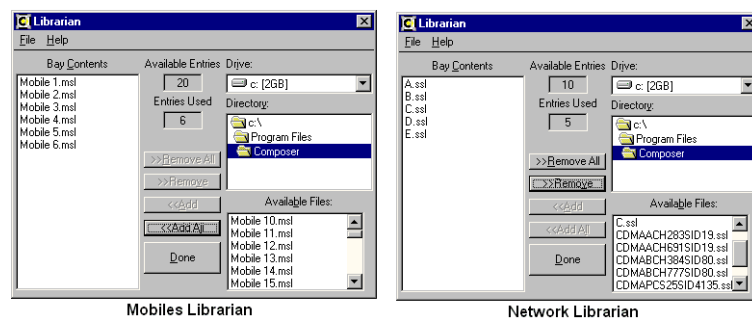 Librarian
File Help
Bay Contents
Mobile 1.msl
Mobile 2.msl
Mobile 3.msl
Mobile 4.msl
Mobile 5.msl
Mobile 6.msl
Available Entries
20
Entries Used
6
>>Remove All
>>Remove
<<Add
<<Add All
Done
Drive:
c: [2GB]
Directory:
c:\
Program Files
Composer
Available Files:
Mobile 10.msl
Mobile 11.msl
Mobile 12.msl
Mobile 13.msl
Mobile 14.msl
Mobile 15.msl
Mobiles Librarian
Librarian
File Help
Bay Contents
A.ssl
B.ssl
C.ssl
D.ssl
E.ssl
Available Entries
10
Entries Used
5
>>Remove All
>>Remove
<<Add
<<Add All
Done
Drive:
c: [2GB]
Directory:
c:\
Program Files
Composer
Available Files:
C.ssl
CDMAACH283SID19.ssl
CDMAACH691SID19.ssl
CDMABCH384SID80.ssl
CDMABCH777SID80.ssl
CDMAPCS25SID4135.ssl
Network Librarian